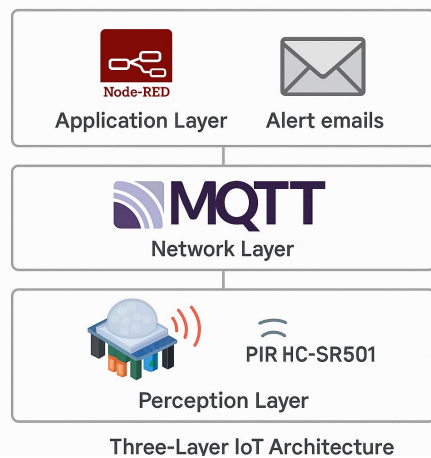 Node-RED
Application Layer Alert emails
MQTT
Network Layer
PIR HC-SR501
Perception Layer
Three-Layer IoT Architecture